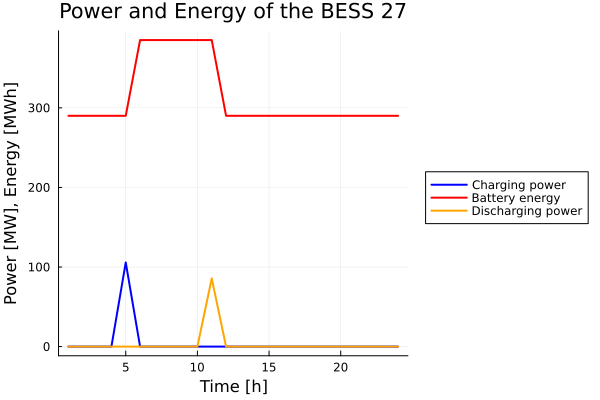 Power and Energy of the BESS 27
Power [MW], Energy [MWh]
300
200
100
0
5
10
15
20
Time [h]
Charging power
Battery energy
Discharging power